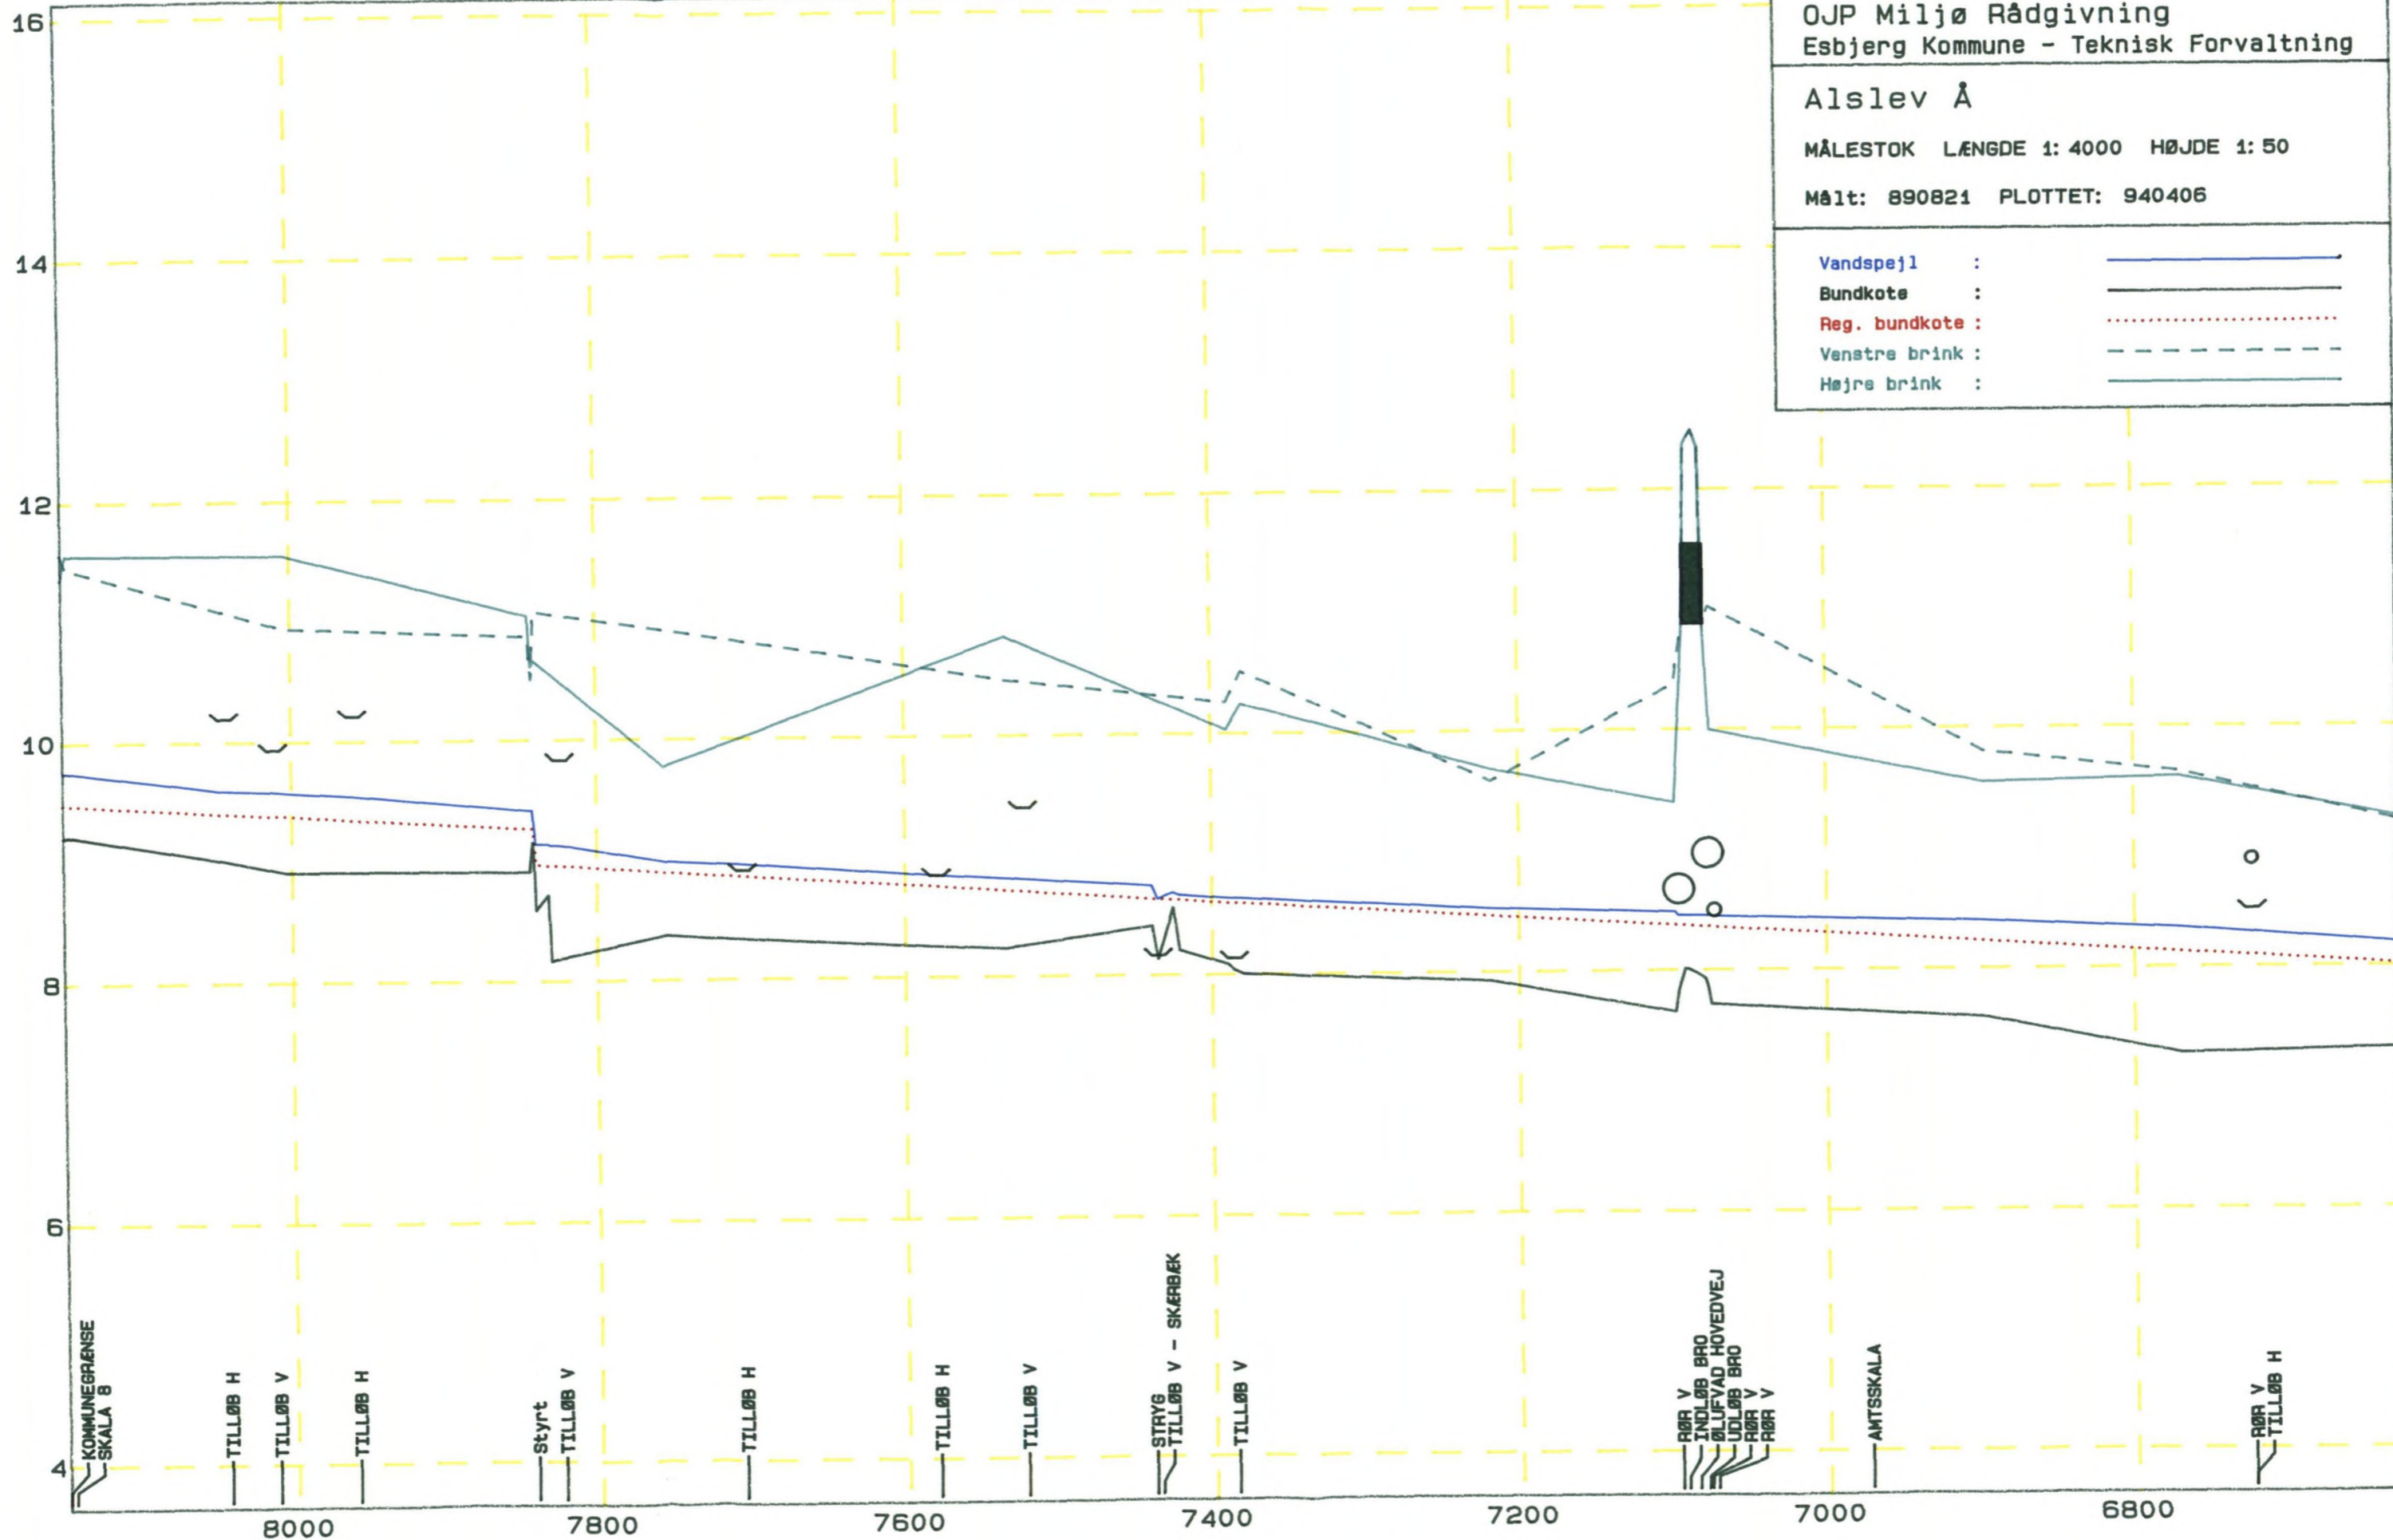 OJP Miljø Rådgivning
Esbjerg Kommune - Teknisk Forvaltning
Alslev Å
MÅLESTOK LÆNGDE 1: 4000 HØJDE 1: 50
Målt: 890821 PLOTTET: 940406
Vandspejl :
Bundkote :
Reg. bundkote :
Venstre brink :
Højre brink :
16
14
12
10
8
6
4
KOMMUNEGRÆNSE
SKALA 8
TILLØB H
TILLØB V
TILLØB H
Styrt
TILLØB V
TILLØB H
TILLØB H
TILLØB V
STRYG
TILLØB V - SKÆRBÆK
TILLØB V
RØR V
INDLØB BRO
ØLUFVAD HOVEDVEJ
UDLØB BRO
RØR V
RØR V
AMTSSKALA
RØR V
TILLØB H
8000
7800
7600
7400
7200
7000
6800